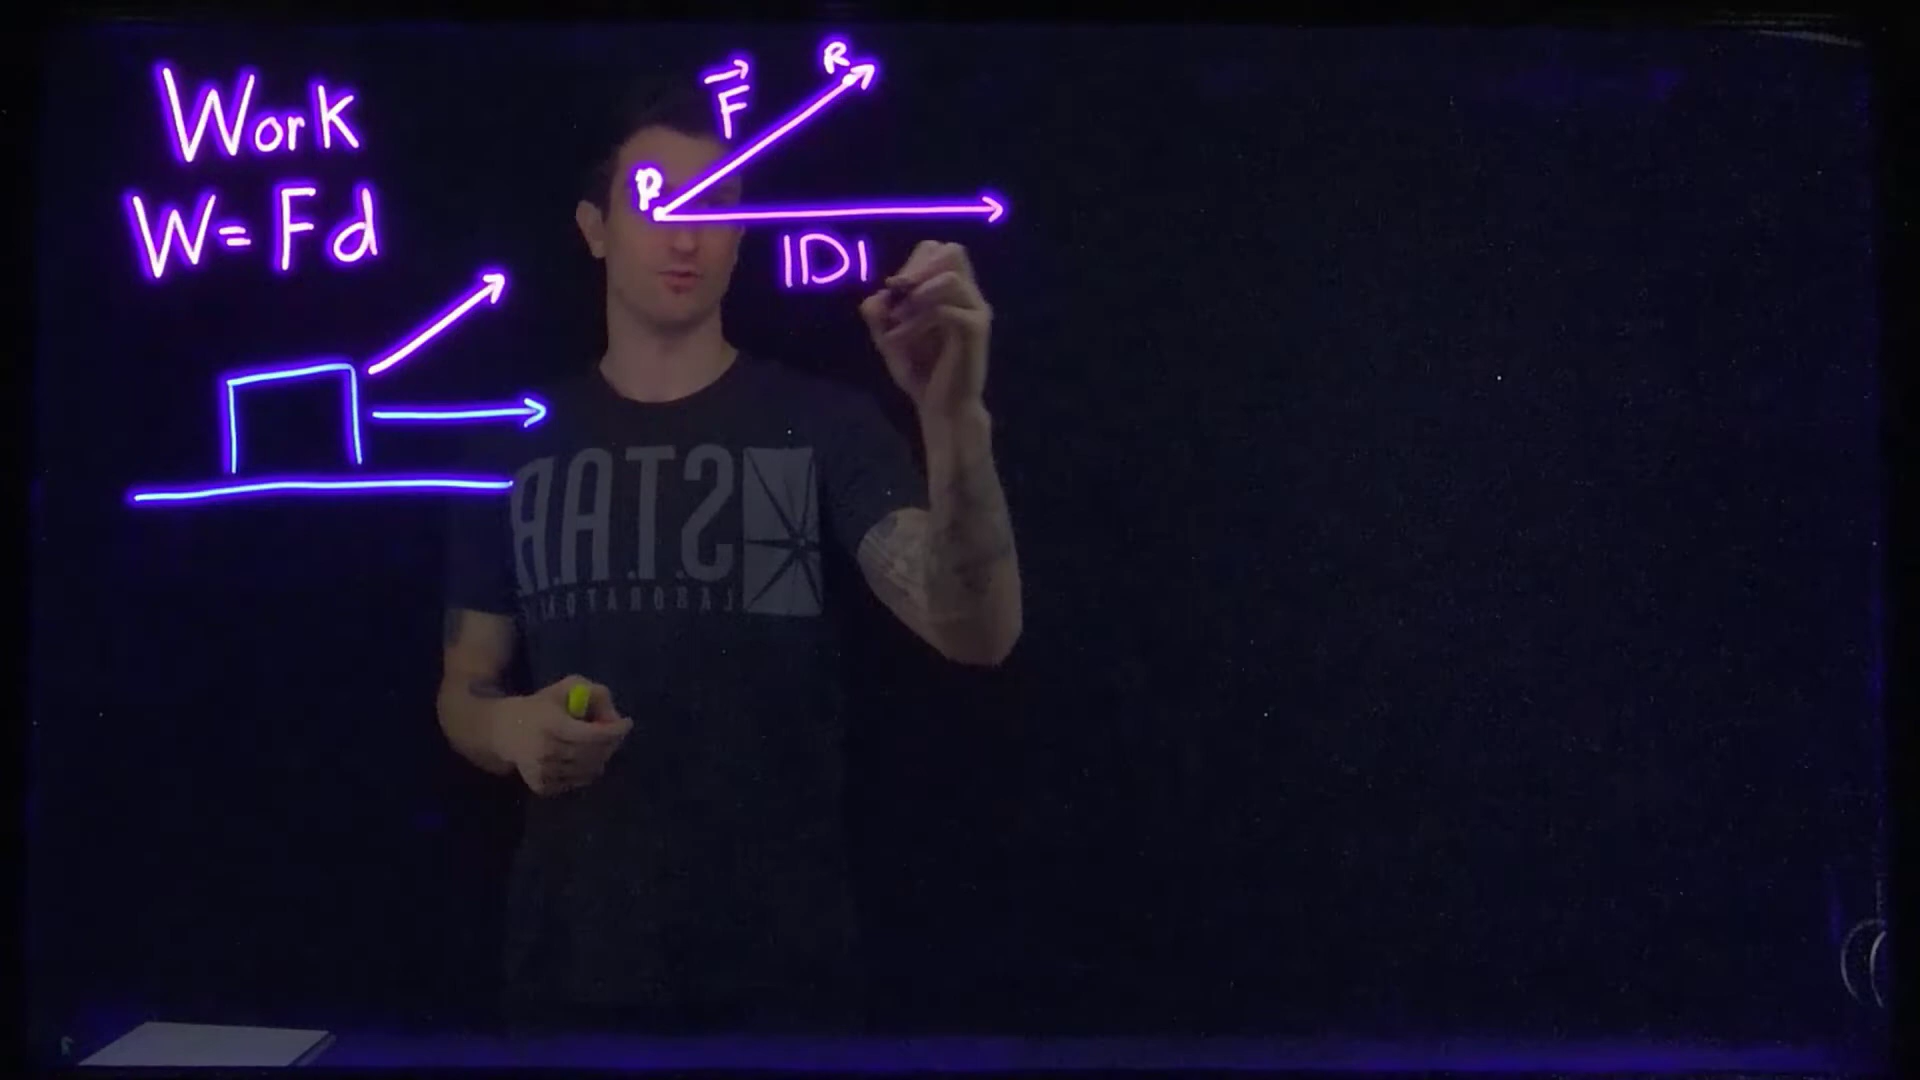 Work
W= Fd
F
R
P
|D|
S.T.A.R.
LABORATORIES